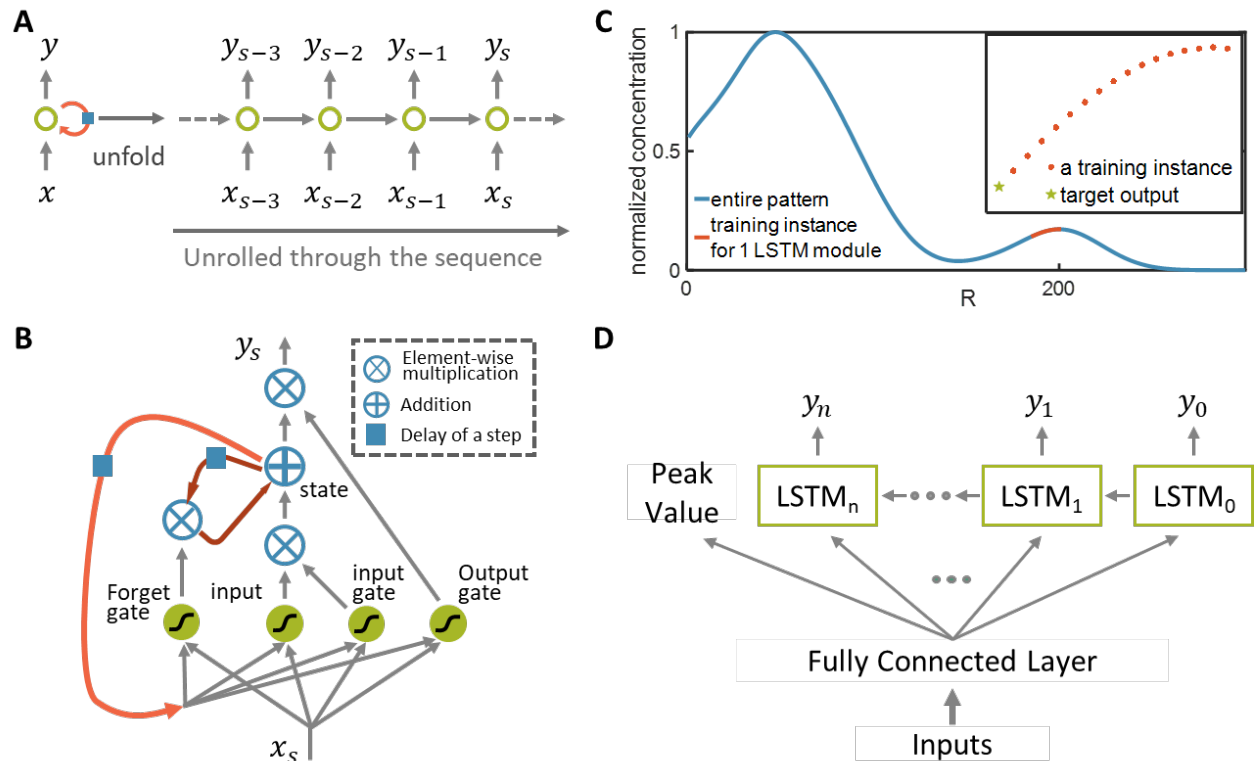 A
y
y_{s-3} y_{s-2} y_{s-1} y_s
unfold
x
x_{s-3} x_{s-2} x_{s-1} x_s
Unrolled through the sequence
B
y_s
Element-wise
multiplication
Addition
Delay of a step
state
Forget
gate
input
input
gate
Output
gate
x_s
C
normalized concentration
1
0.5
0
entire pattern
training instance
for 1 LSTM module
a training instance
target output
0
200
R
D
y_n y_1 y_0
Peak
Value
LSTM_n
LSTM_1
LSTM_0
Fully Connected Layer
Inputs